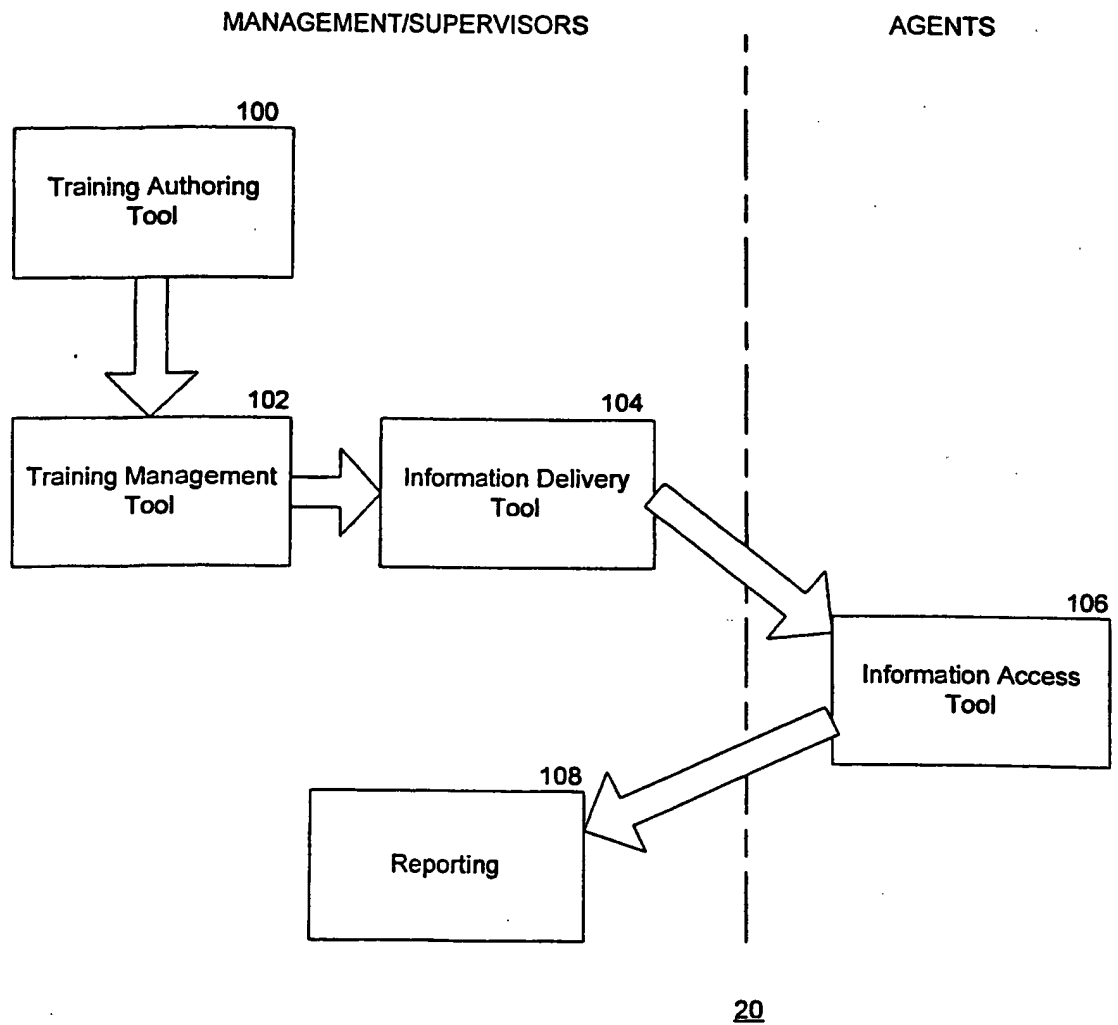 MANAGEMENT/SUPERVISORS
AGENTS
100
Training Authoring
Tool
102
Training Management
Tool
104
Information Delivery
Tool
106
Information Access
Tool
108
Reporting
20